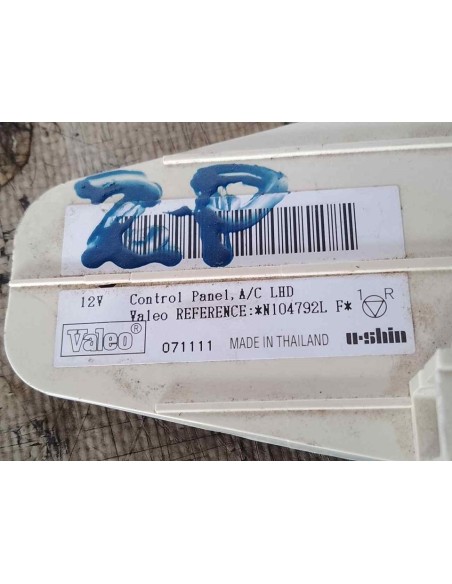 ZP
12V Control Panel, A/C LHD
Valeo REFERENCE:*N104792L F* 1 R
Valeo® 071111 MADE IN THAILAND u-shin